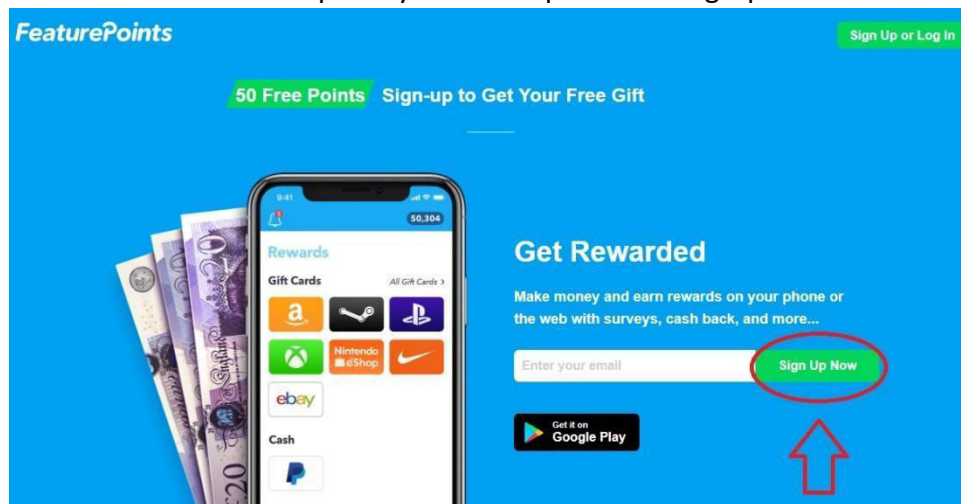 FeaturePoints
Sign Up or Log In
50 Free Points Sign-up to Get Your Free Gift
9:41
50,304
Rewards
Gift Cards All Gift Cards >
a
Nintendo
eShop
ebay
Cash
£20
Get Rewarded
Make money and earn rewards on your phone or
the web with surveys, cash back, and more...
Enter your email Sign Up Now
Get it on
Google Play